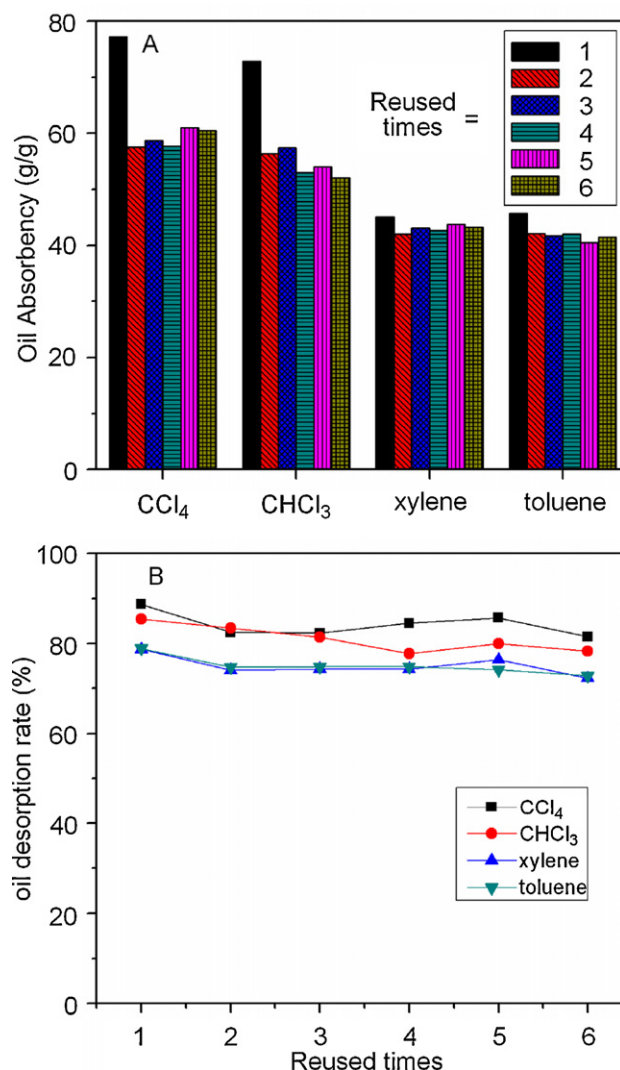 A
Oil Absorbency (g/g)
80
60
40
20
0
Reused
times =
1
2
3
4
5
6
CCl₄
CHCl₃
xylene
toluene
B
oil desorption rate (%)
100
80
60
40
20
0
CCl₄
CHCl₃
xylene
toluene
1 2 3 4 5 6
Reused times